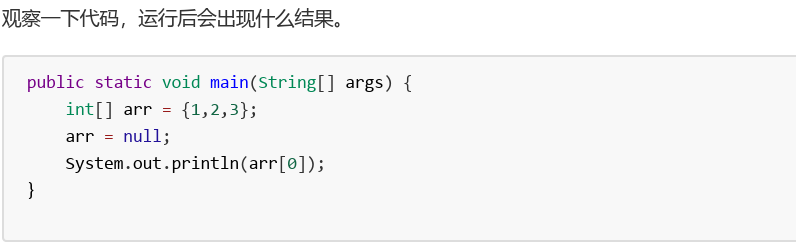 观察一下代码，运行后会出现什么结果。
public static void main(String[] args) {
    int[] arr = {1,2,3};
    arr = null;
    System.out.println(arr[0]);
}